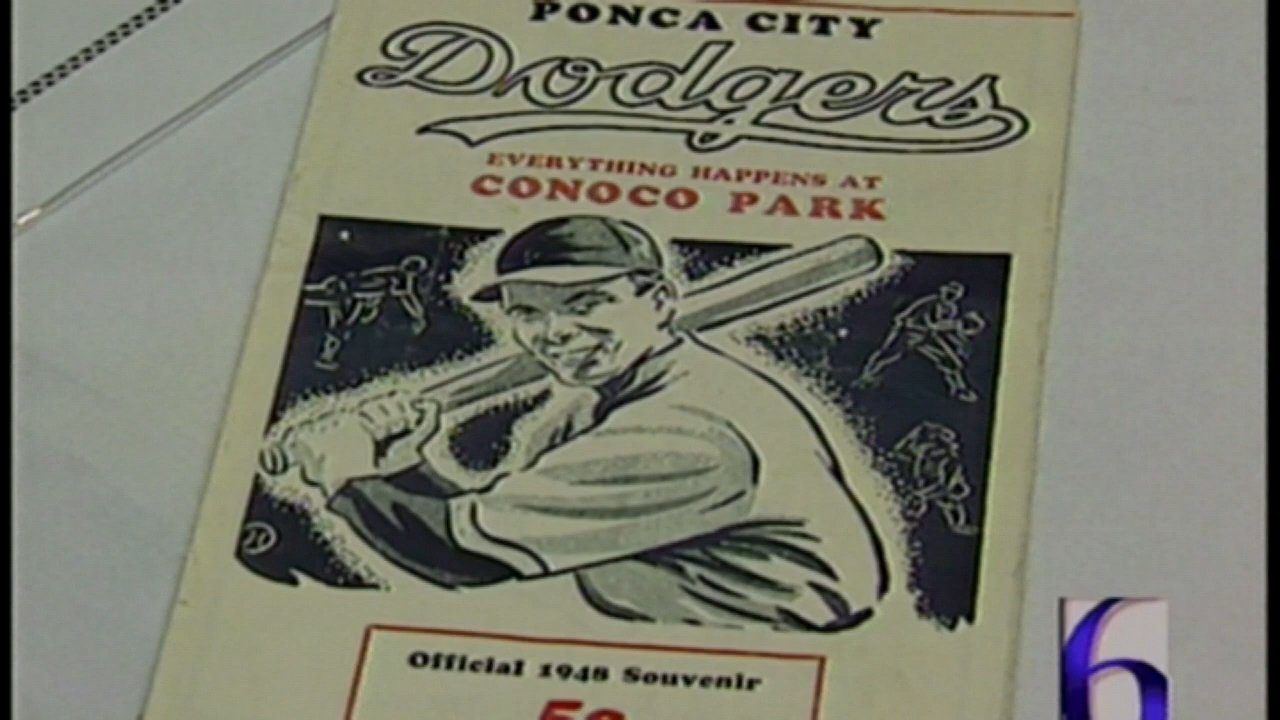 PONCA CITY
Dodgers
EVERYTHING HAPPENS AT
CONOCO PARK
Official 1948 Souvenir
6